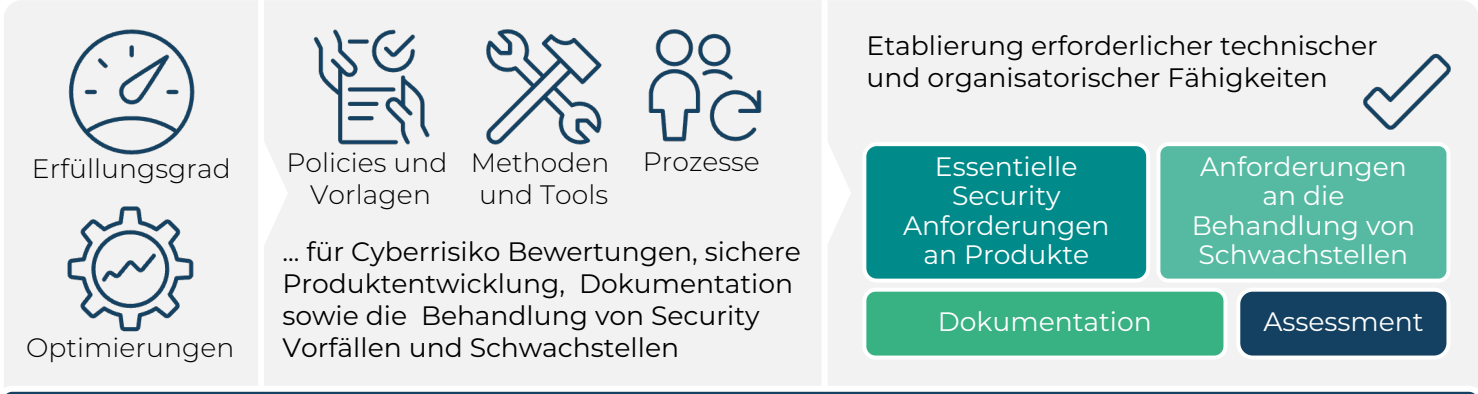 Erfüllungsgrad
Optimierungen
Policies und
Vorlagen
Methoden
und Tools
Prozesse
... für Cyberrisiko Bewertungen, sichere
Produktentwicklung, Dokumentation
sowie die Behandlung von Security
Vorfällen und Schwachstellen
Etablierung erforderlicher technischer
und organisatorischer Fähigkeiten
Essentielle
Security
Anforderungen
an Produkte
Anforderungen
an die
Behandlung von
Schwachstellen
Dokumentation
Assessment